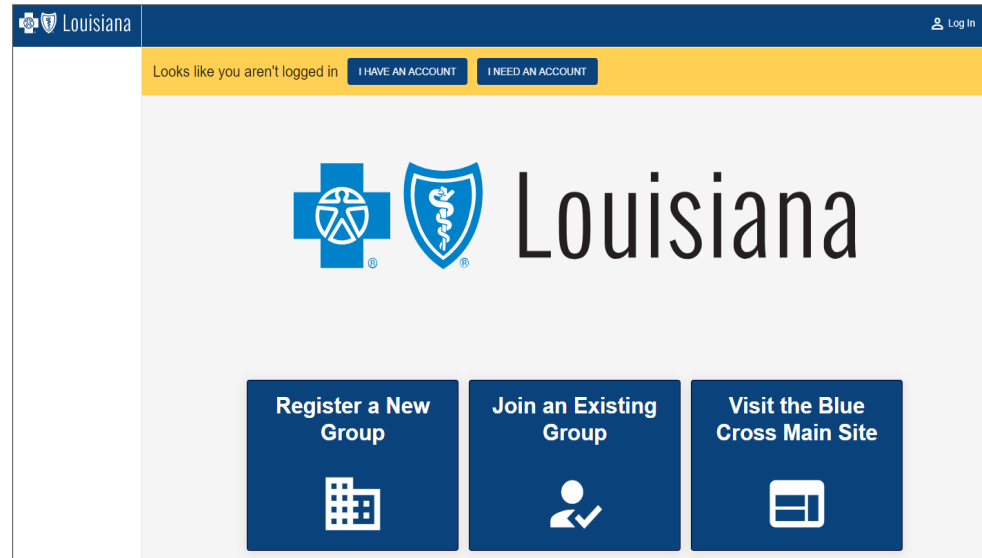 Louisiana
Log In
Looks like you aren't logged in
I HAVE AN ACCOUNT
I NEED AN ACCOUNT
® ® Louisiana
Register a New
Group
Join an Existing
Group
Visit the Blue
Cross Main Site